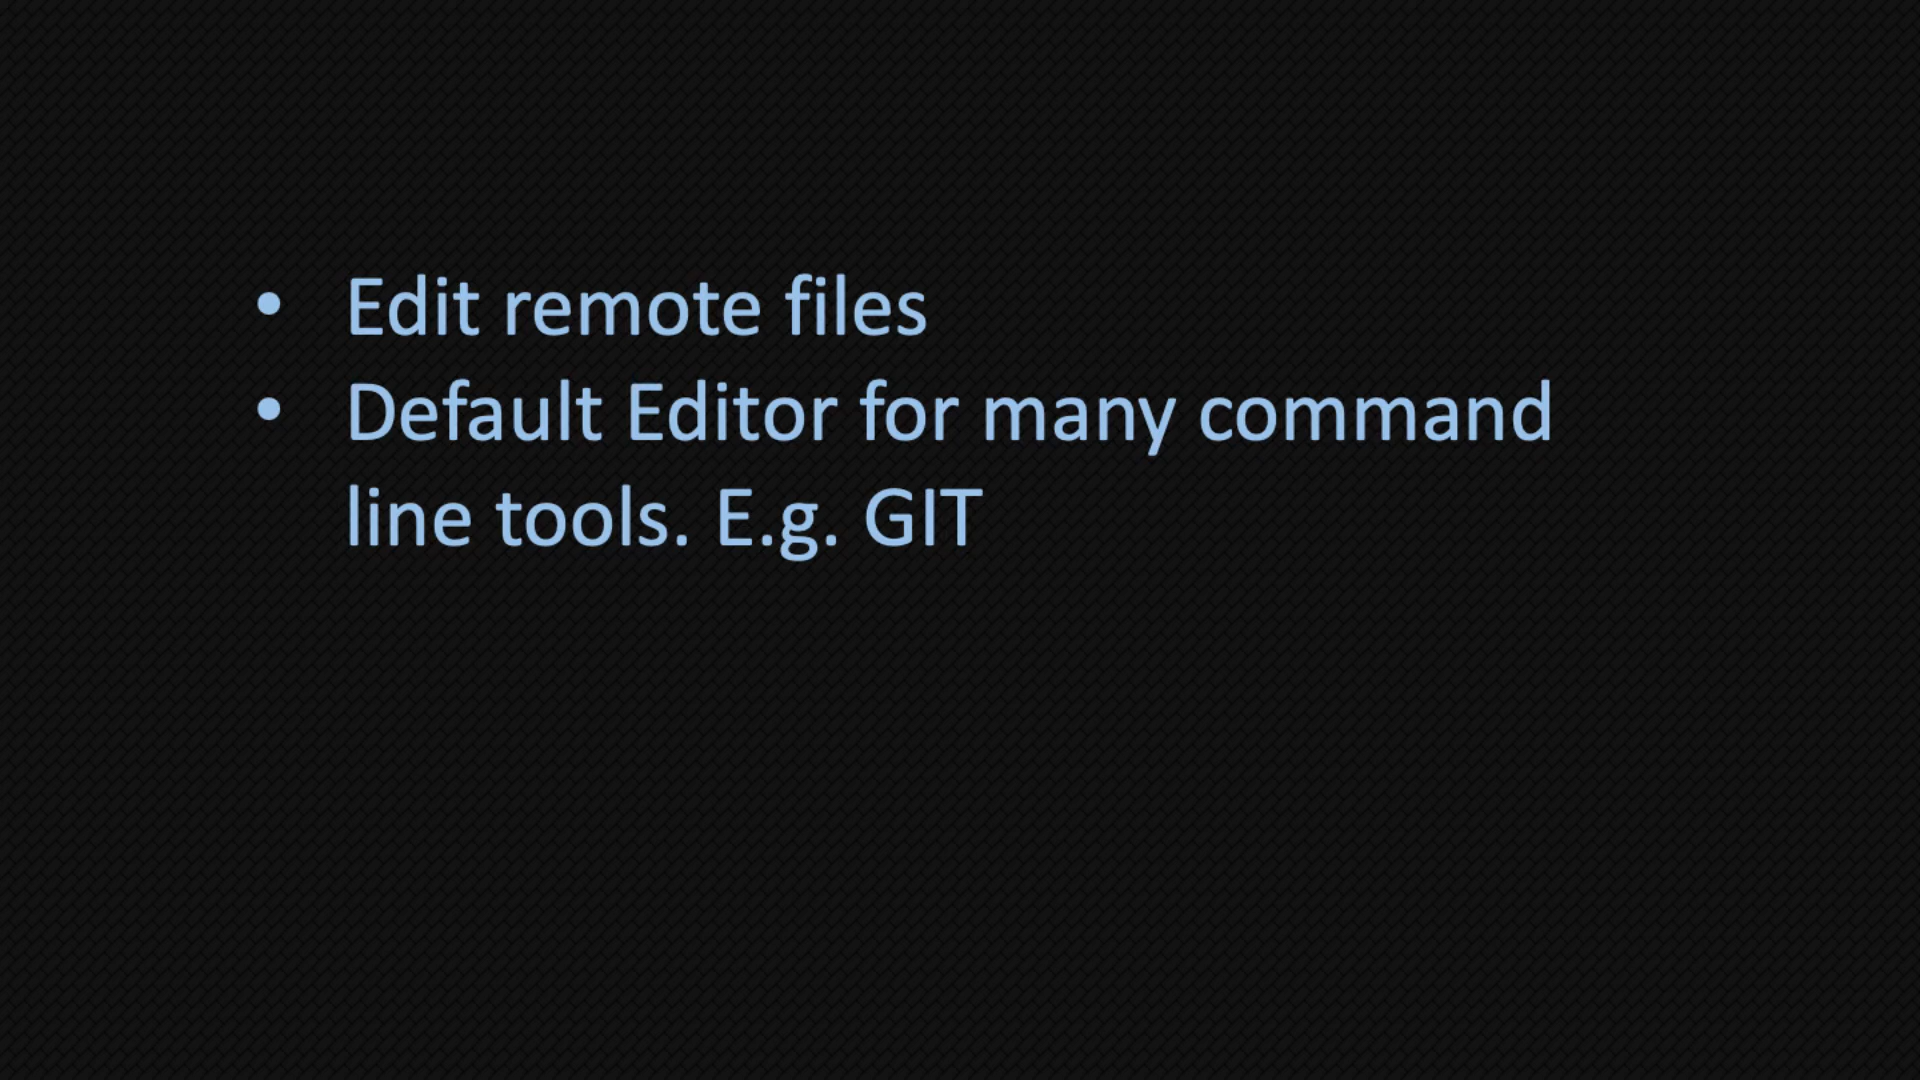 • Edit remote files
• Default Editor for many command
line tools. E.g. GIT